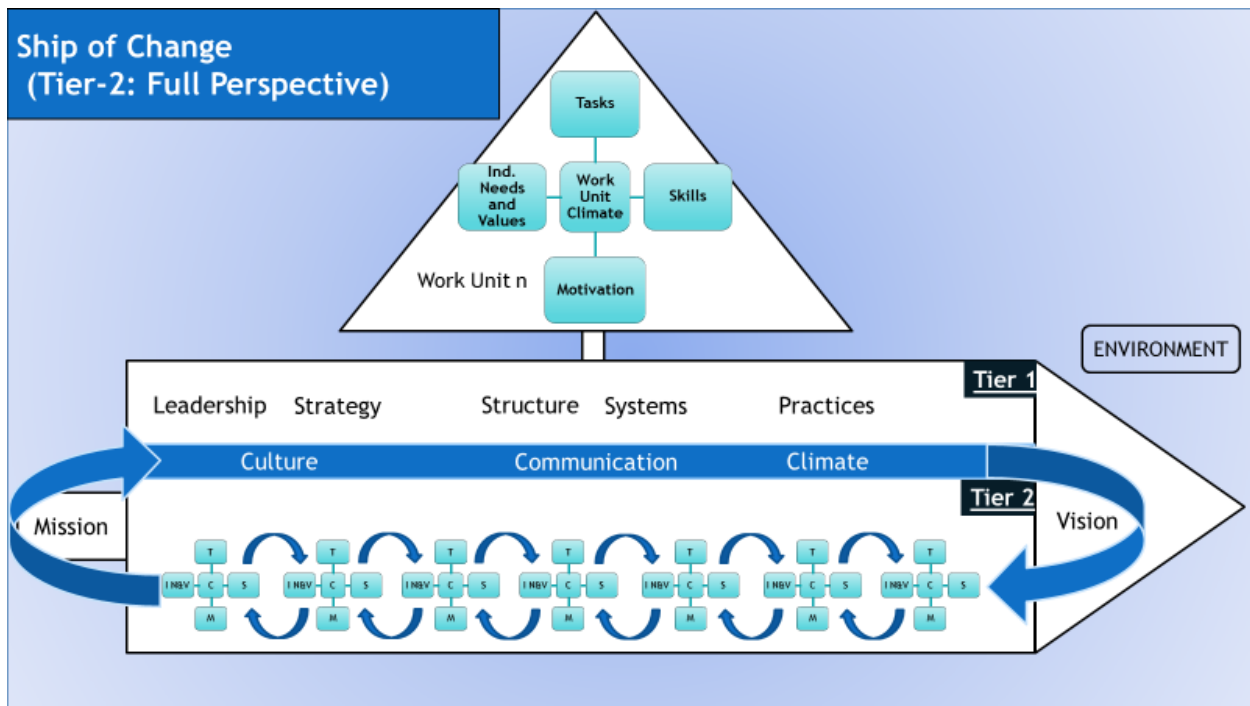 Ship of Change
(Tier-2: Full Perspective)
Tasks
Ind.
Needs
and
Values
Work
Unit
Climate
Skills
Work Unit n
Motivation
ENVIRONMENT
Tier 1
Leadership
Strategy
Structure
Systems
Practices
Culture
Communication
Climate
Tier 2
Mission
Vision
T
T
T
T
T
T
T
I N&V
C
S
I N&V
C
S
I N&V
C
S
I N&V
C
S
I N&V
C
S
I N&V
C
S
I N&V
C
S
M
M
M
M
M
M
M